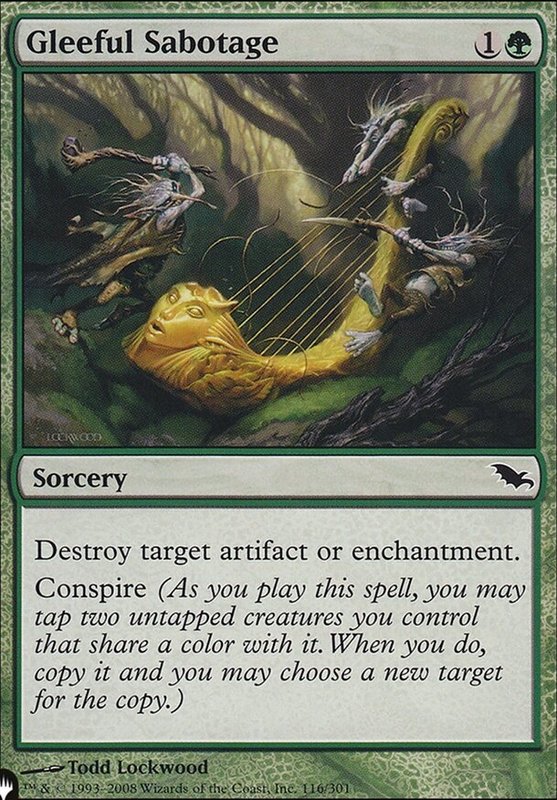 Gleeful Sabotage
1
LOCKWOOD
Sorcery
Destroy target artifact or enchantment.
Conspire (As you play this spell, you may
tap two untapped creatures you control
that share a color with it. When you do,
copy it and you may choose a new target
for the copy.)
Todd Lockwood
™ & © 1993–2008 Wizards of the Coast, Inc. 116/301